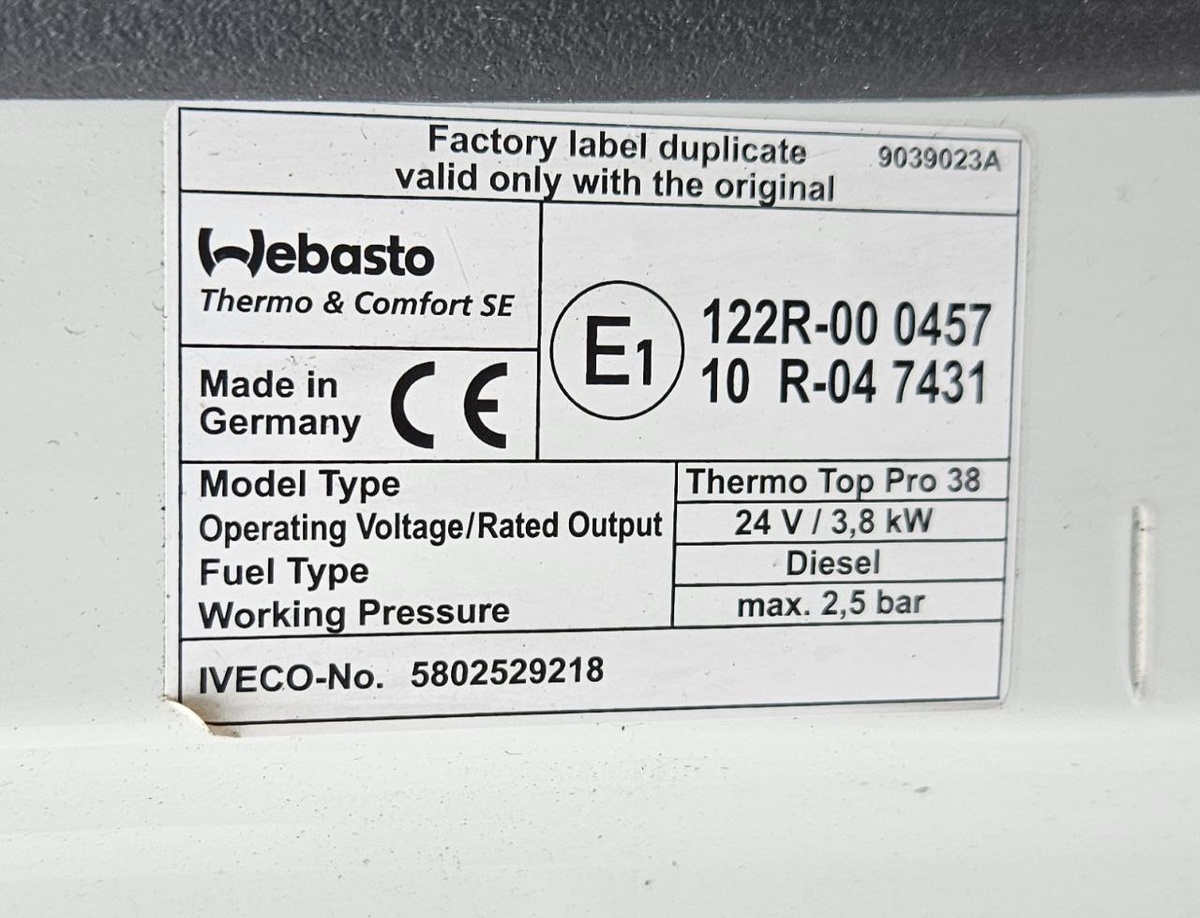 Factory label duplicate
valid only with the original
9039023A
Webasto
Thermo & Comfort SE
Made in
Germany
CE
E1
122R-00 0457
10 R-04 7431
Model Type Thermo Top Pro 38
Operating Voltage/Rated Output 24 V / 3,8 kW
Fuel Type Diesel
Working Pressure max. 2,5 bar
IVECO-No. 5802529218